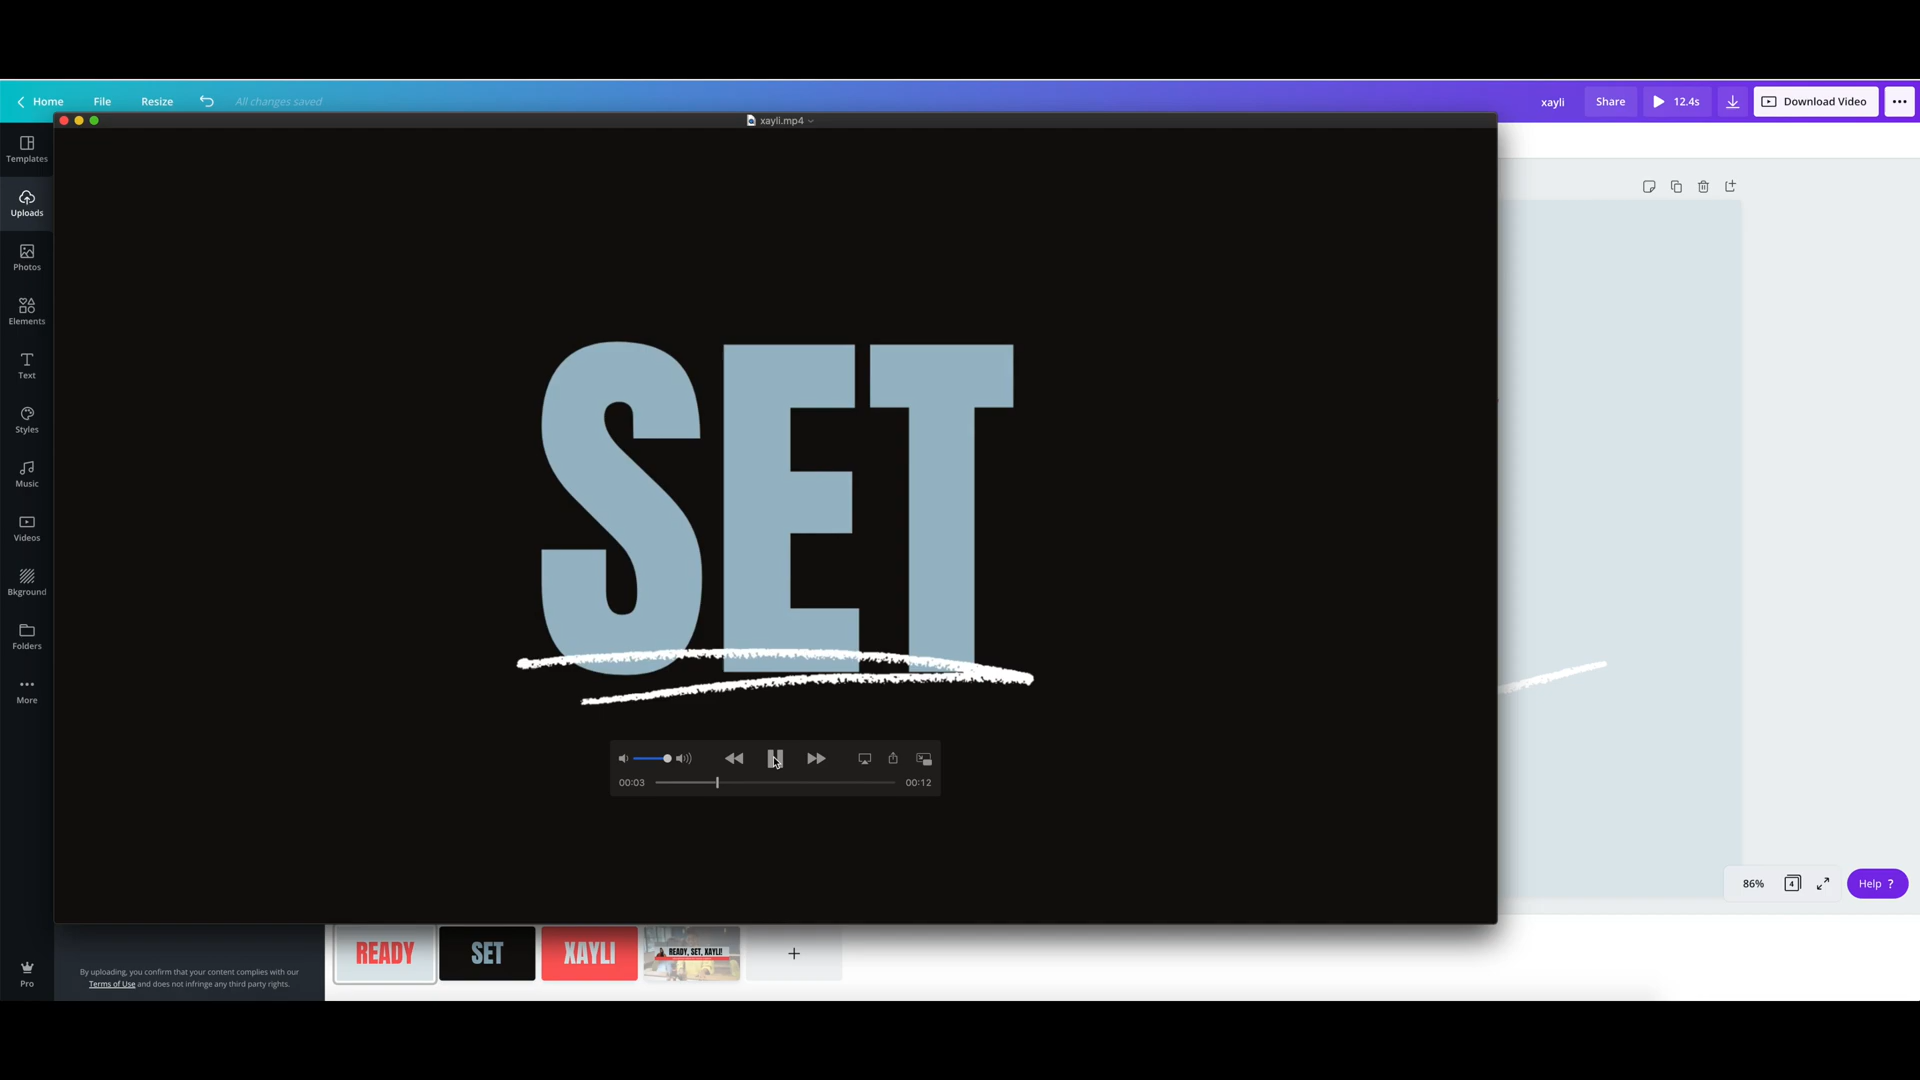 Home File Resize All changes saved xayli Share 12.4s Download Video
xayli.mp4
Templates
Uploads
Photos
Elements
Text
Styles
Music
Videos
Bkground
Folders
More
Pro
SET
00:03 00:12
86% 4 Help ?
READY SET XAYLI READY, SET, XAYLI!
By uploading, you confirm that your content complies with our
Terms of Use and does not infringe any third party rights.